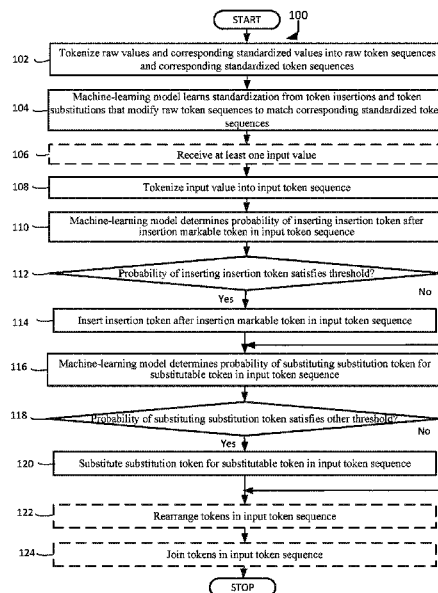 START
100
102
Tokenize raw values and corresponding standardized values into raw token sequences
and corresponding standardized token sequences
104
Machine-learning model learns standardization from token insertions and token
substitutions that modify raw token sequences to match corresponding standardized token
sequences
106
Receive at least one input value
108
Tokenize input value into input token sequence
110
Machine-learning model determines probability of inserting insertion token after
insertion markable token in input token sequence
112
Probability of inserting insertion token satisfies threshold?
Yes
No
114
Insert insertion token after insertion markable token in input token sequence
116
Machine-learning model determines probability of substituting substitution token for
substitutable token in input token sequence
118
Probability of substituting substitution token satisfies other threshold?
Yes
No
120
Substitute substitution token for substitutable token in input token sequence
122
Rearrange tokens in input token sequence
124
Join tokens in input token sequence
STOP